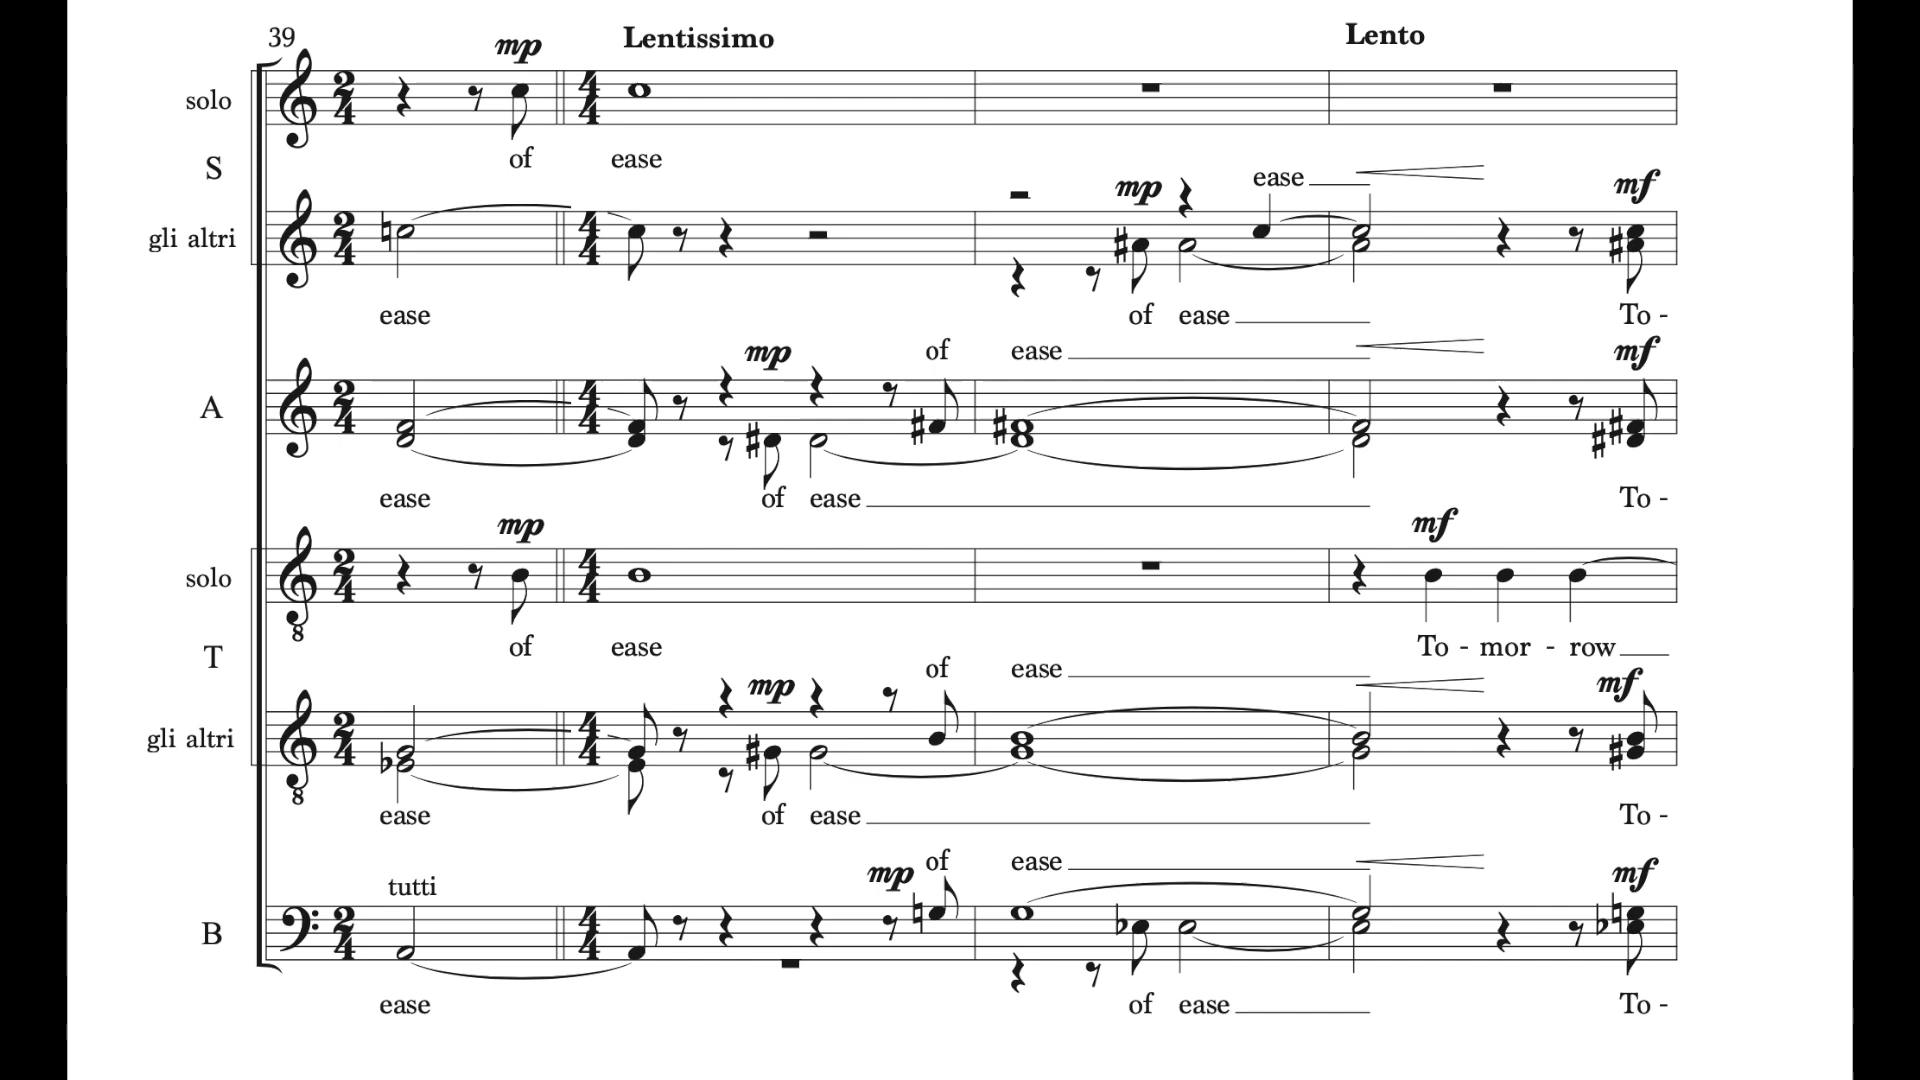 39 mp Lentissimo Lento
solo
of ease
S
mp ease mf
gli altri
ease of ease To -
mp of ease mf
A
ease of ease To -
mp mf
solo
of ease To - mor - row
T
of ease
mp mf
gli altri
ease of ease To -
of ease
tutti mp mf
B
ease of ease To -